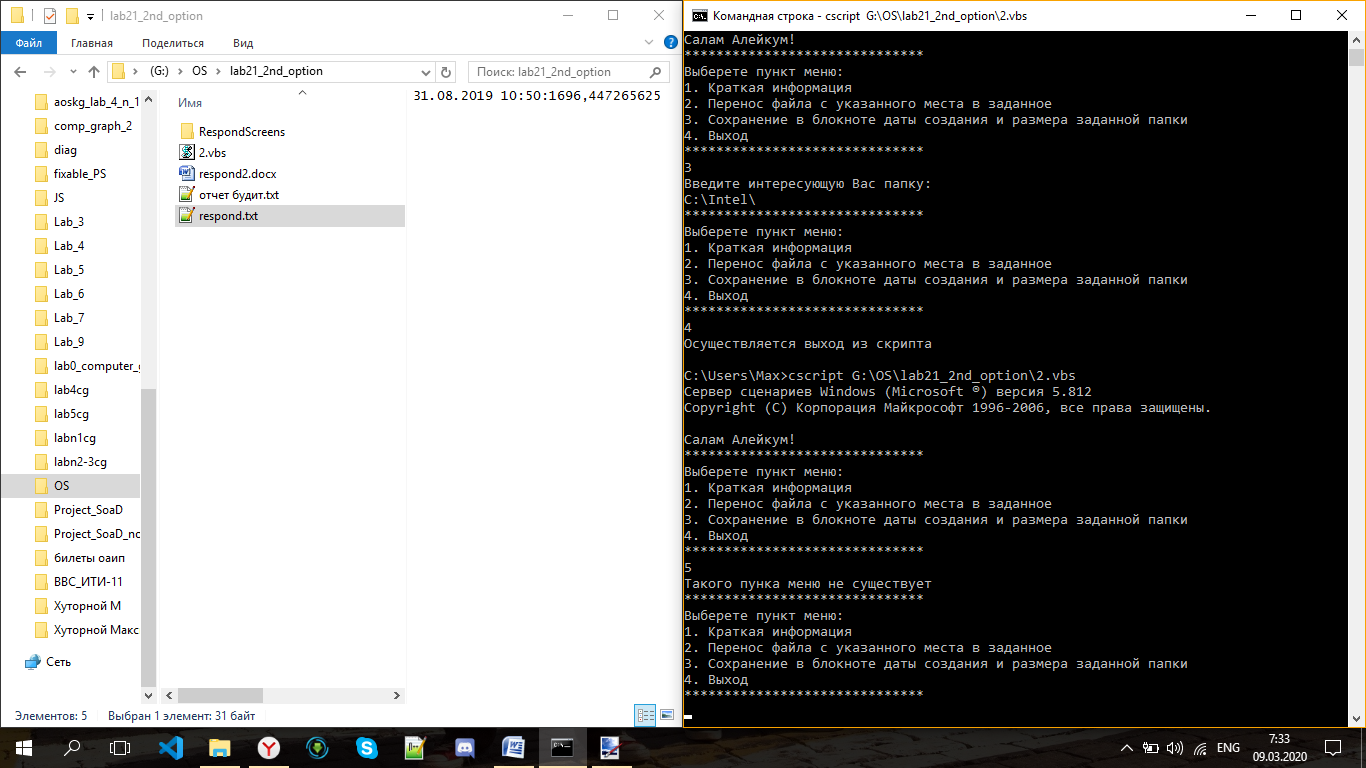 lab21_2nd_option
Файл
Главная
Поделиться
Вид
(G:)
OS
lab21_2nd_option
Поиск: lab21_2nd_option
aoskg_lab_4_n_1
comp_graph_2
diag
fixable_PS
JS
Lab_3
Lab_4
Lab_5
Lab_6
Lab_7
Lab_9
lab0_computer_g
lab4cg
lab5cg
labn1cg
labn2-3cg
OS
Project_SoaD
Project_SoaD_nc
билеты оаип
ВВС_ИТИ-11
Хуторной М
Хуторной Макс
Сеть
Имя
RespondScreens
2.vbs
respond2.docx
отчет будит.txt
respond.txt
31.08.2019 10:50:1696,447265625
Элементов: 5
Выбран 1 элемент: 31 байт
Командная строка - cscript G:\OS\lab21_2nd_option\2.vbs
Салам Алейкум!
******************************
Выберете пункт меню:
1. Краткая информация
2. Перенос файла с указанного места в заданное
3. Сохранение в блокноте даты создания и размера заданной папки
4. Выход
******************************
3
Введите интересующую Вас папку:
C:\Intel\
******************************
Выберете пункт меню:
1. Краткая информация
2. Перенос файла с указанного места в заданное
3. Сохранение в блокноте даты создания и размера заданной папки
4. Выход
******************************
4
Осуществляется выход из скрипта
C:\Users\Max>cscript G:\OS\lab21_2nd_option\2.vbs
Сервер сценариев Windows (Microsoft ®) версия 5.812
Copyright (C) Корпорация Майкрософт 1996-2006, все права защищены.
Салам Алейкум!
******************************
Выберете пункт меню:
1. Краткая информация
2. Перенос файла с указанного места в заданное
3. Сохранение в блокноте даты создания и размера заданной папки
4. Выход
******************************
5
Такого пунка меню не существует
******************************
Выберете пункт меню:
1. Краткая информация
2. Перенос файла с указанного места в заданное
3. Сохранение в блокноте даты создания и размера заданной папки
4. Выход
******************************
ENG
7:33
09.03.2020